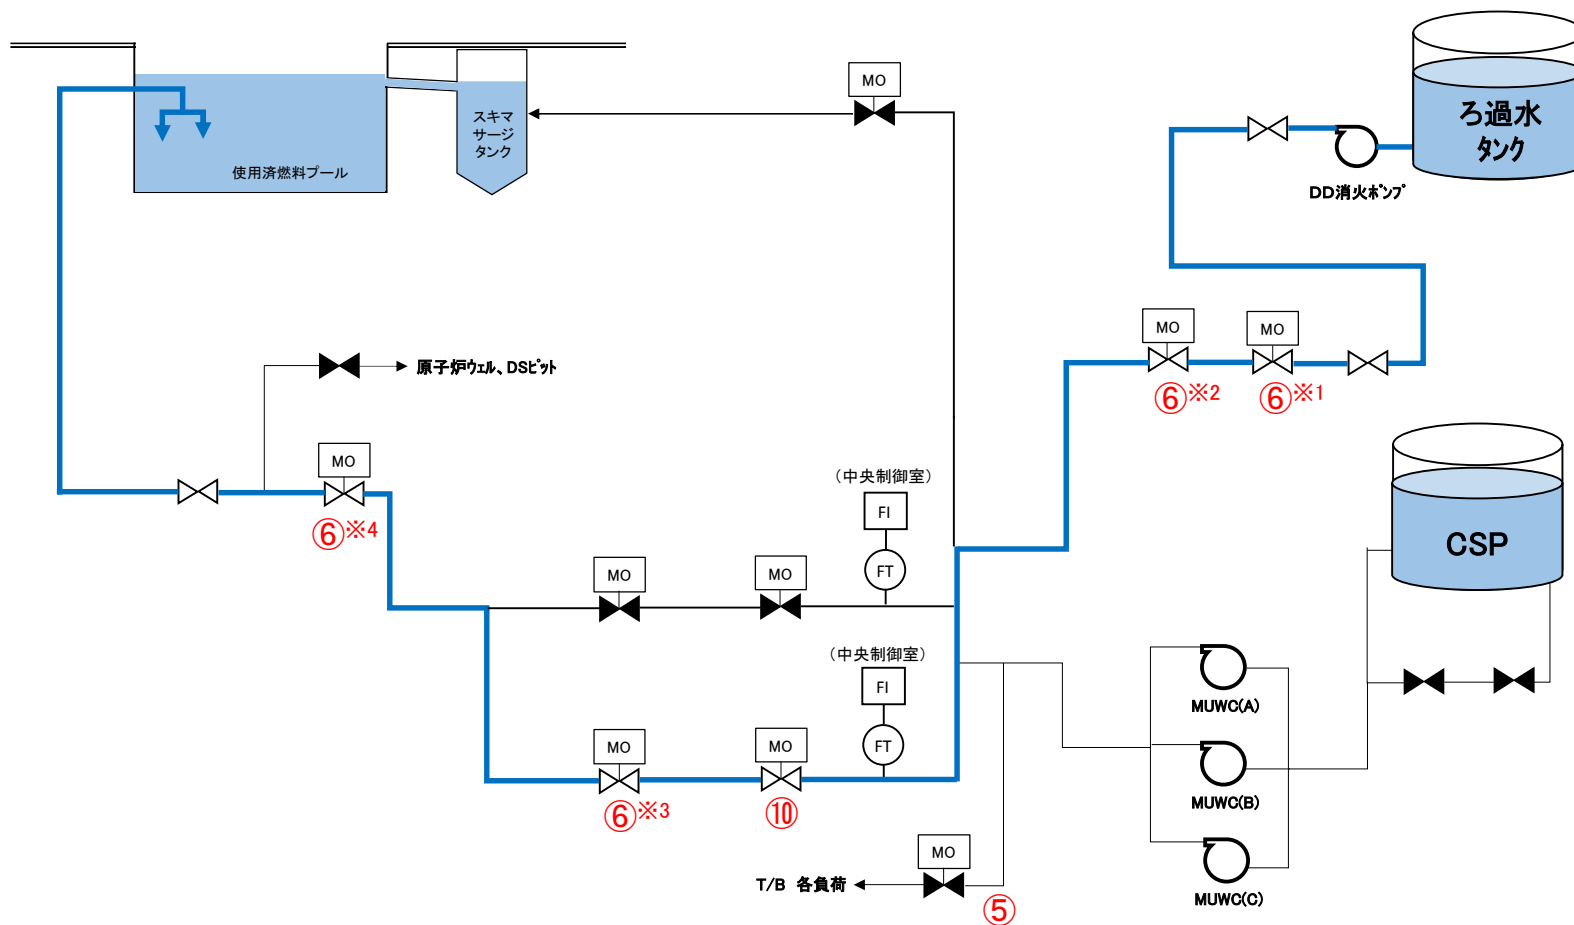 MO
スキマ
サージ
タンク
使用済燃料プール
ろ過水
タンク
DD消火ポンプ
MO
MO
⑥※2
⑥※1
原子炉ウェル、DSピット
MO
⑥※4
(中央制御室)
FI
FT
MO
MO
CSP
(中央制御室)
FI
FT
MO
MO
⑥※3
⑩
MUWC(A)
MUWC(B)
MUWC(C)
MO
T/B 各負荷
⑤